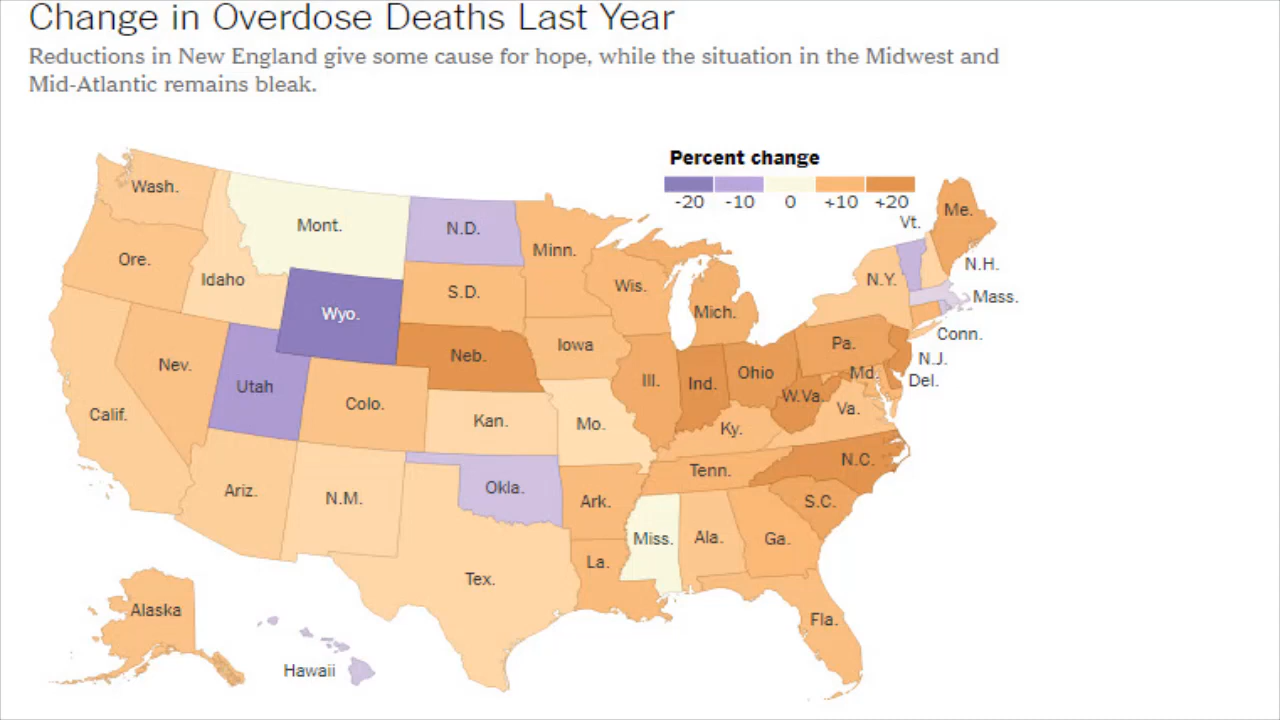 Change in Overdose Deaths Last Year
Reductions in New England give some cause for hope, while the situation in the Midwest and
Mid-Atlantic remains bleak.
Percent change
-20 -10 0 +10 +20
Wash.
Mont.
N.D.
Minn.
Vt.
Me.
Ore.
Idaho
S.D.
Wis.
Mich.
N.Y.
N.H.
Mass.
Wyo.
Conn.
Nev.
Utah
Neb.
Iowa
Ill.
Ind.
Ohio
Pa.
N.J.
Md.
Del.
Calif.
Colo.
Kan.
Mo.
Ky.
W.Va.
Va.
Ariz.
N.M.
Okla.
Ark.
Tenn.
N.C.
S.C.
Tex.
La.
Miss.
Ala.
Ga.
Alaska
Hawaii
Fla.